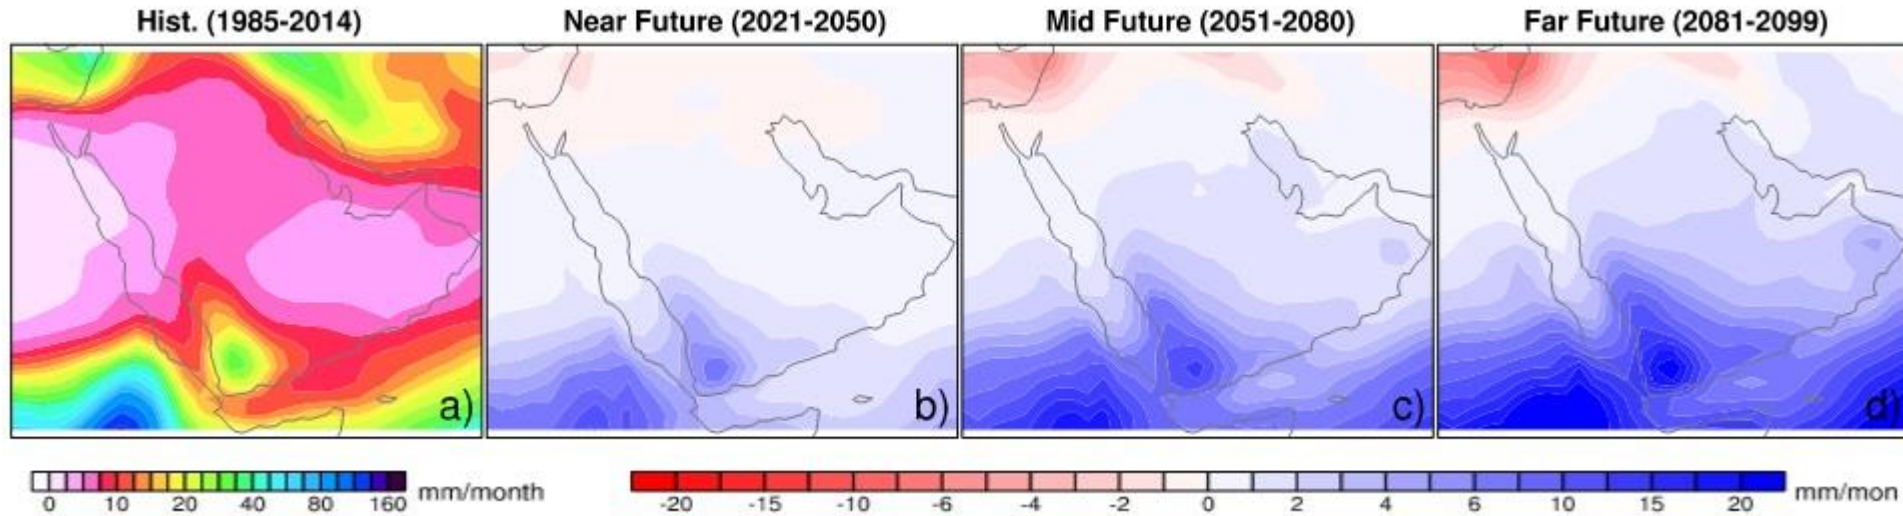 Hist. (1985-2014)
Near Future (2021-2050)
Mid Future (2051-2080)
Far Future (2081-2099)
a)
b)
c)
d)
0 10 20 40 80 160 mm/month
-20 -15 -10 -6 -4 -2 0 2 4 6 10 15 20 mm/mon